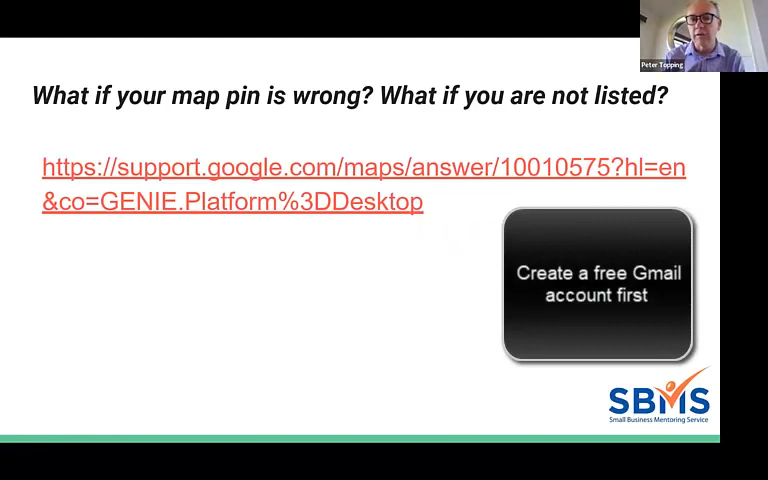 Peter Topping
What if your map pin is wrong? What if you are not listed?
https://support.google.com/maps/answer/10010575?hl=en
&co=GENIE.Platform%3DDesktop
Create a free Gmail
account first
SBMS
Small Business Mentoring Service